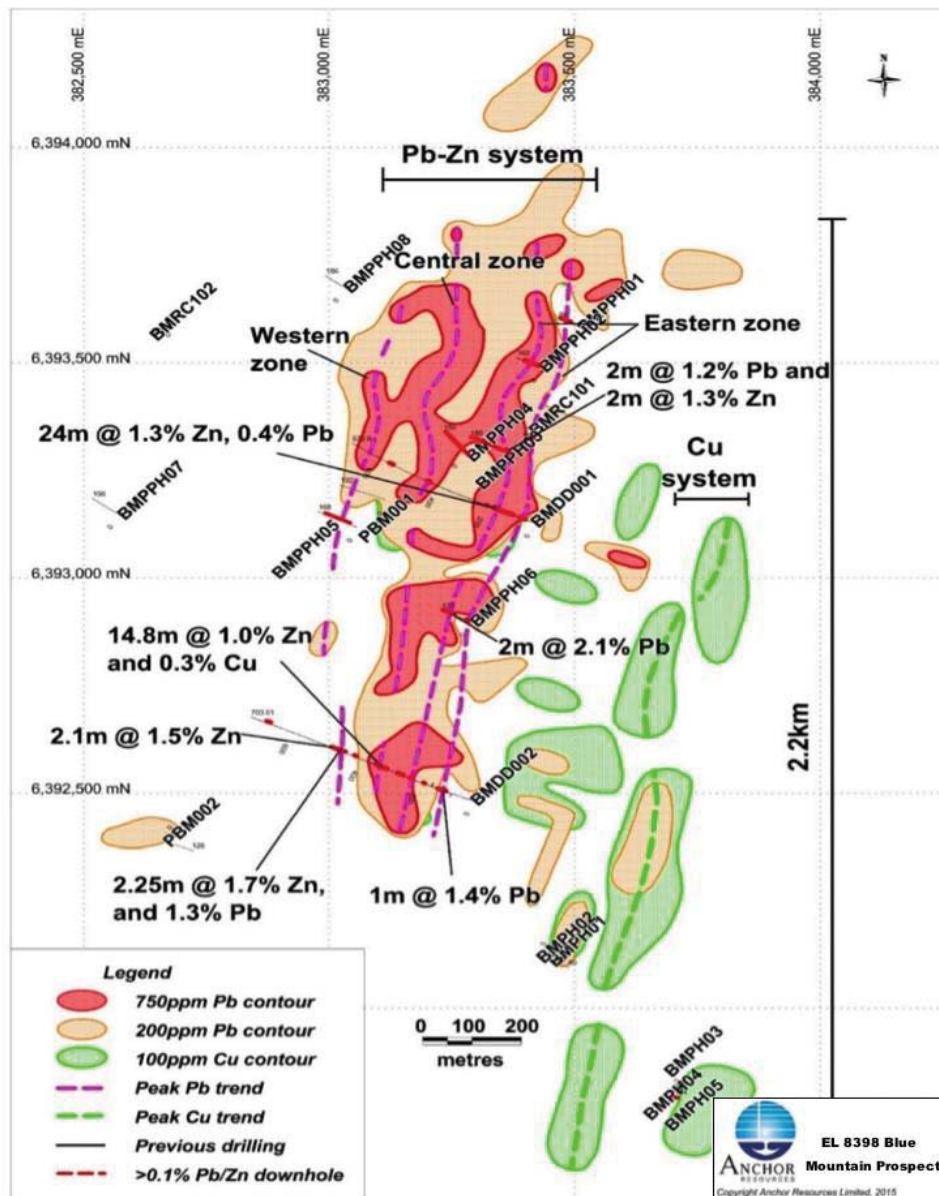 382,500 mE
383,000 mE
383,500 mE
384,000 mE
N
6,394,000 mN
Pb-Zn system
BMPPH08
Central zone
BMRC102
BMPPH01
BMPPH02
Western
zone
Eastern zone
6,393,500 mN
2m @ 1.2% Pb and
2m @ 1.3% Zn
BMRC101
BMPPH04
BMPPH03
24m @ 1.3% Zn, 0.4% Pb
Cu
system
BMPPH07
BMDD001
PBM001
BMPPH05
6,393,000 mN
BMPPH06
14.8m @ 1.0% Zn
and 0.3% Cu
2m @ 2.1% Pb
703.61
2.1m @ 1.5% Zn
2.2km
BMDD002
6,392,500 mN
PBM002
126
2.25m @ 1.7% Zn,
and 1.3% Pb
1m @ 1.4% Pb
BMPH02
BMPH01
Legend
750ppm Pb contour
200ppm Pb contour
100ppm Cu contour
Peak Pb trend
Peak Cu trend
Previous drilling
>0.1% Pb/Zn downhole
0 100 200
metres
BMPH03
BMPH04
BMPH05
ANCHOR
RESOURCES
EL 8398 Blue
Mountain Prospect
Copyright Anchor Resources Limited, 2015